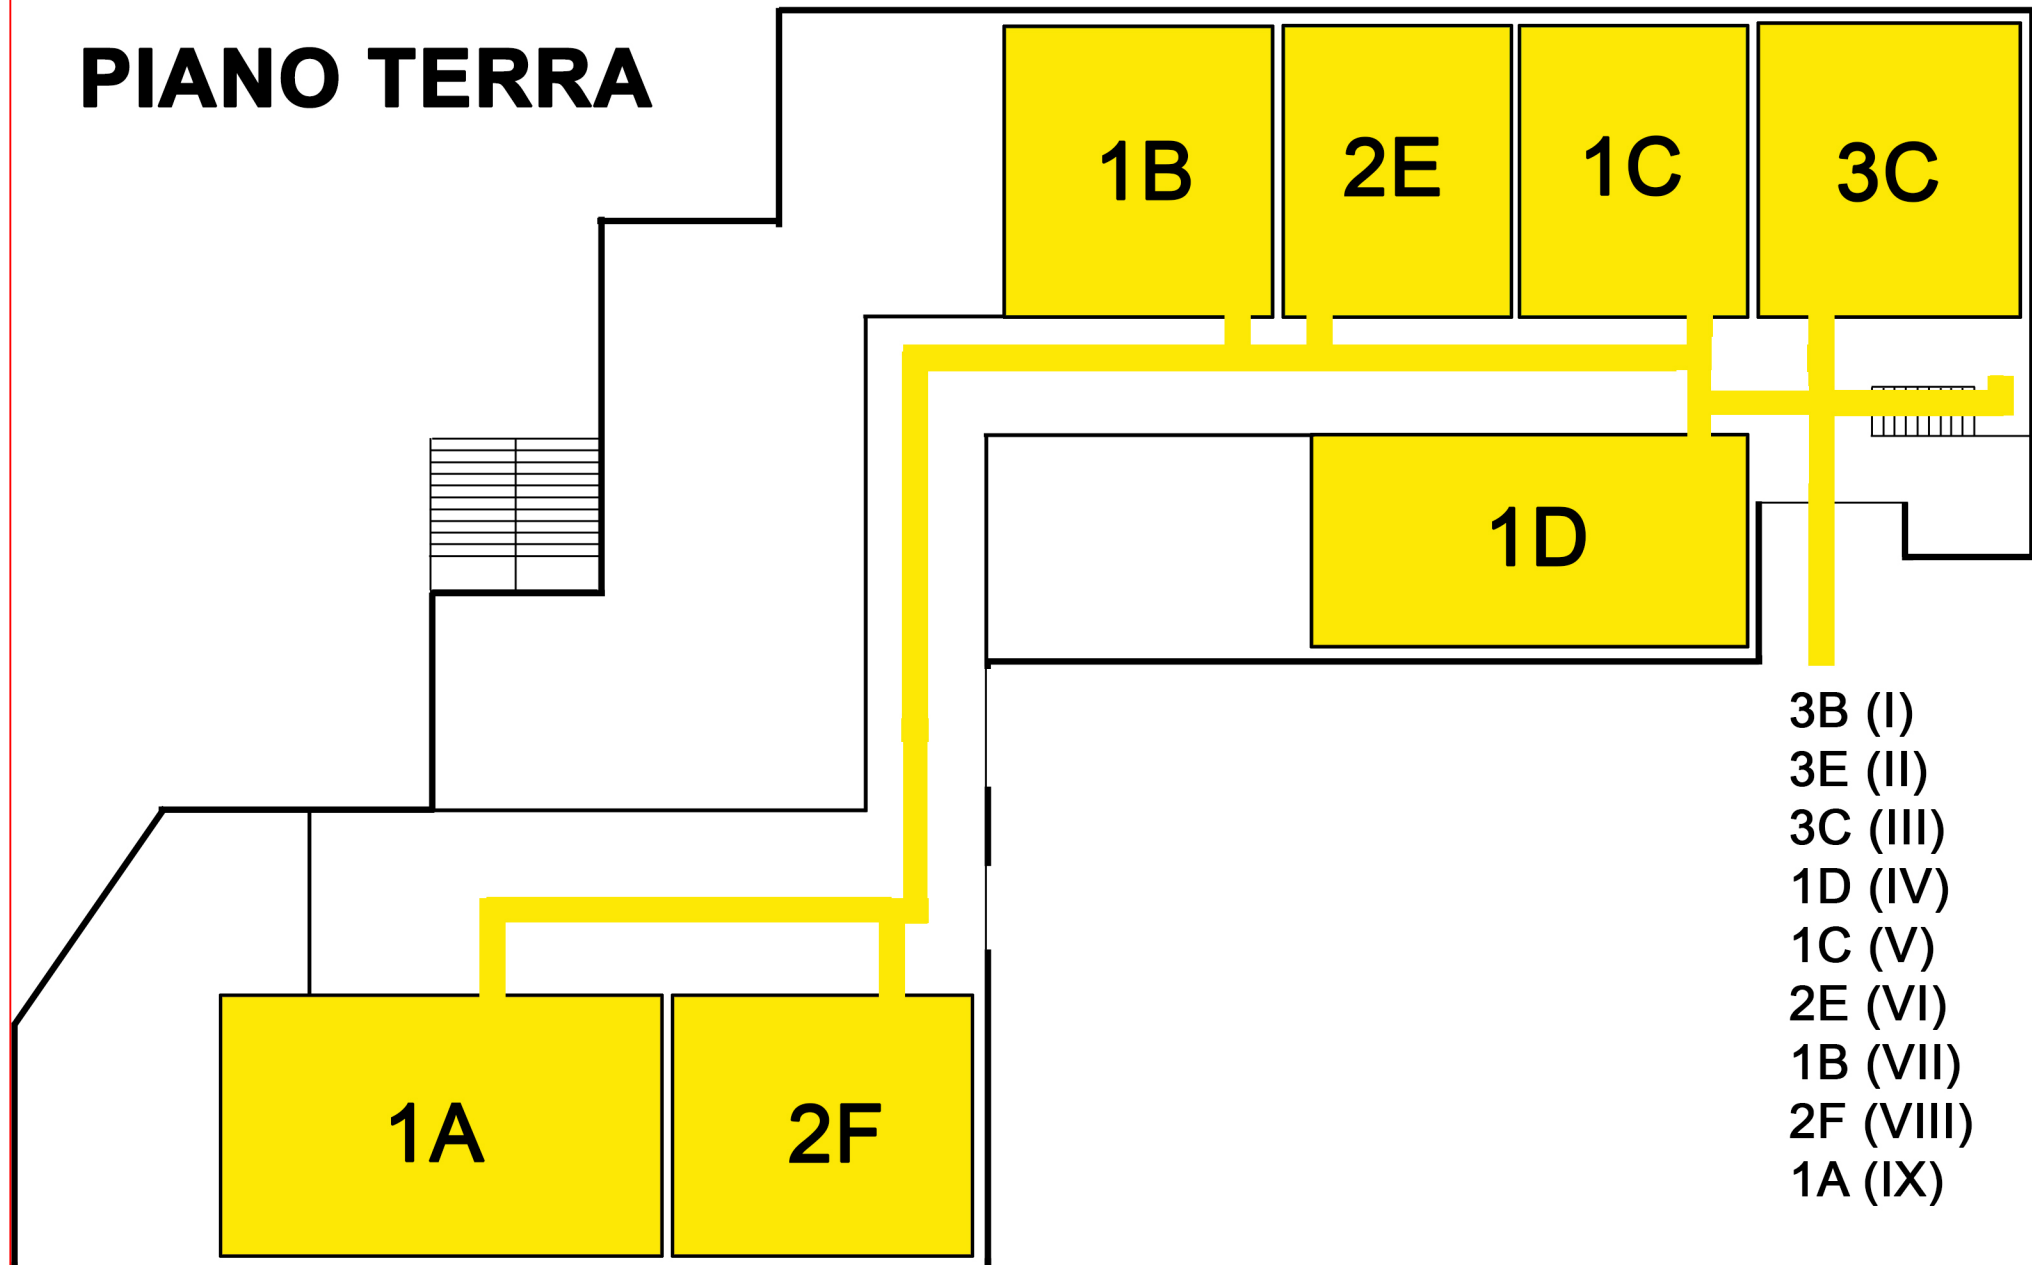 PIANO TERRA
1B
2E
1C
3C
1D
3B (I)
3E (II)
3C (III)
1D (IV)
1C (V)
2E (VI)
1B (VII)
2F (VIII)
1A (IX)
1A
2F